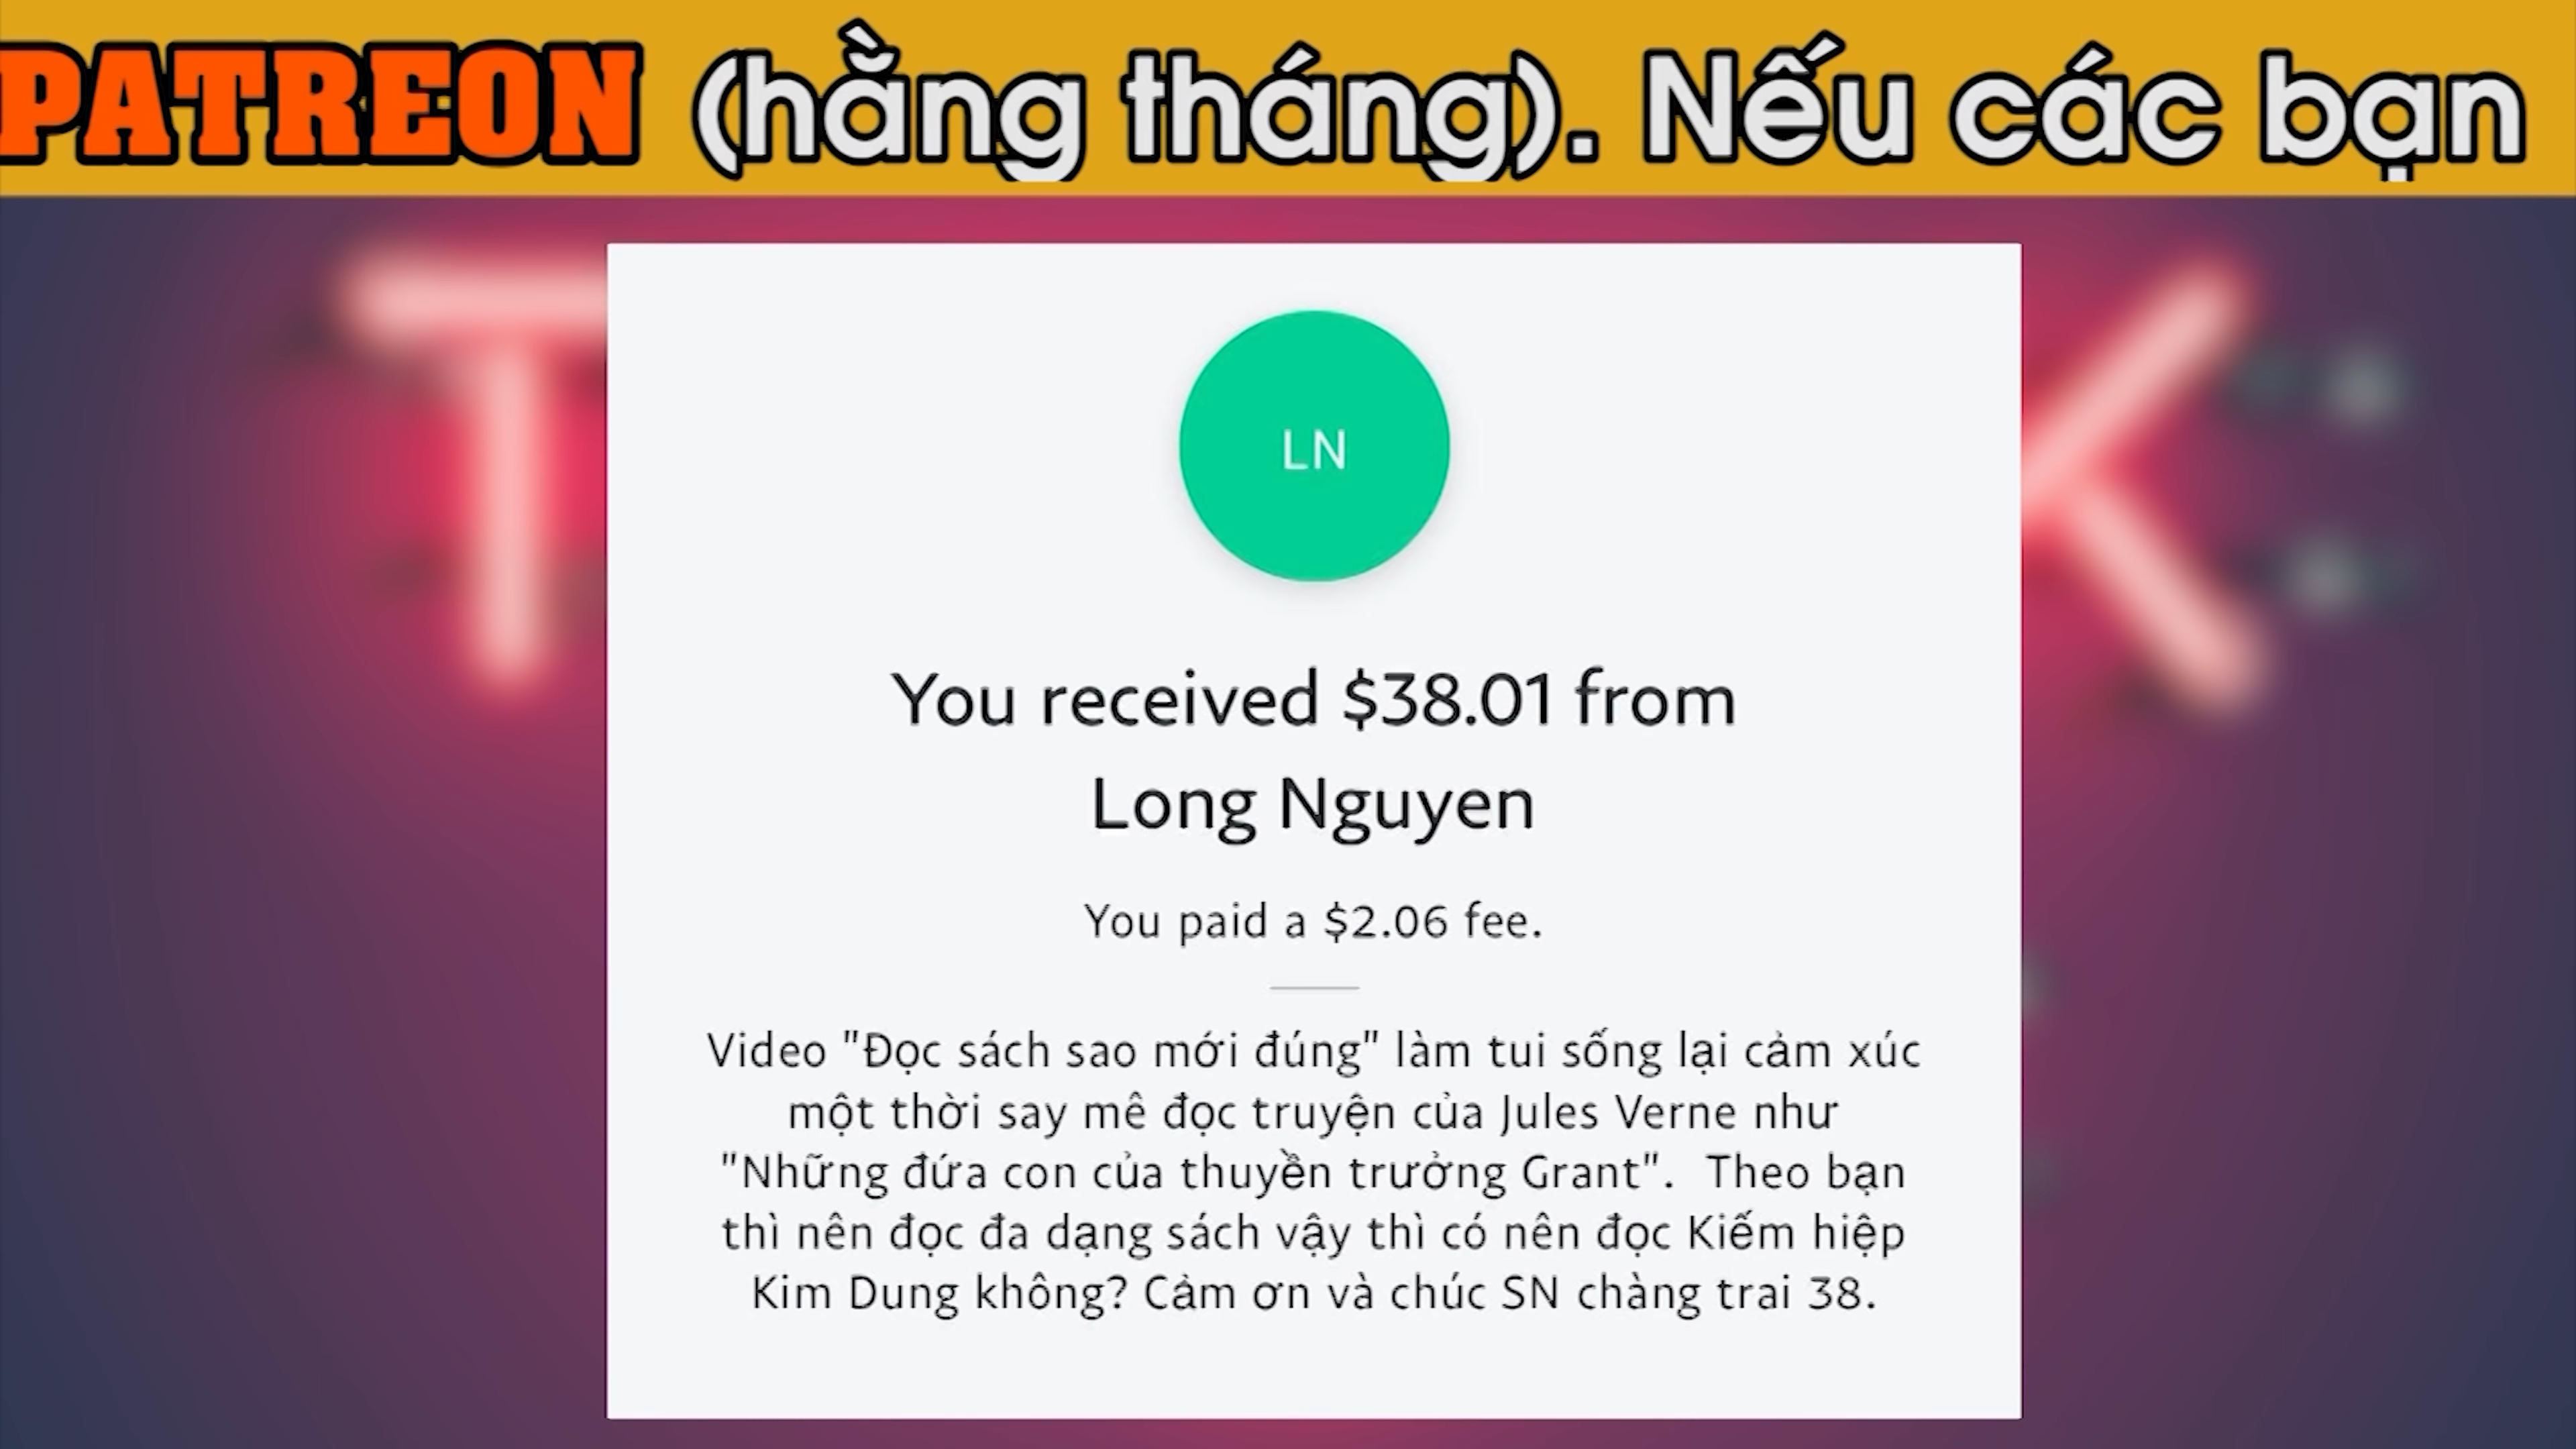 PATREON (hằng tháng). Nếu các bạn
T K
LN
You received $38.01 from
Long Nguyen
You paid a $2.06 fee.
Video "Đọc sách sao mới đúng" làm tui sống lại cảm xúc
một thời say mê đọc truyện của Jules Verne như
"Những đứa con của thuyền trưởng Grant".  Theo bạn
thì nên đọc đa dạng sách vậy thì có nên đọc Kiếm hiệp
Kim Dung không? Cảm ơn và chúc SN chàng trai 38.